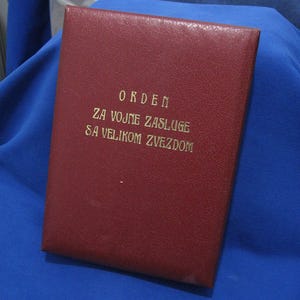 ORDEN
ZA VOJNE ZASLUGE
SA VELIKOM ZVEZDOM